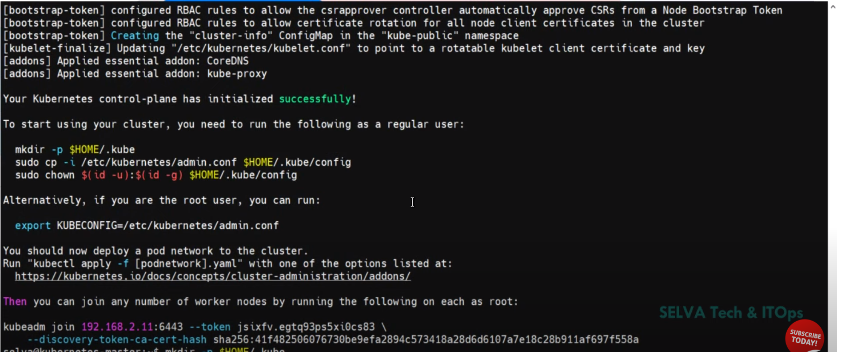 [bootstrap-token] configured RBAC rules to allow the csrapprover controller automatically approve CSRs from a Node Bootstrap Token
[bootstrap-token] configured RBAC rules to allow certificate rotation for all node client certificates in the cluster
[bootstrap-token] Creating the "cluster-info" ConfigMap in the "kube-public" namespace
[kubelet-finalize] Updating "/etc/kubernetes/kubelet.conf" to point to a rotatable kubelet client certificate and key
[addons] Applied essential addon: CoreDNS
[addons] Applied essential addon: kube-proxy
Your Kubernetes control-plane has initialized successfully!
To start using your cluster, you need to run the following as a regular user:
mkdir -p $HOME/.kube
sudo cp -i /etc/kubernetes/admin.conf $HOME/.kube/config
sudo chown $(id -u):$(id -g) $HOME/.kube/config
Alternatively, if you are the root user, you can run:
export KUBECONFIG=/etc/kubernetes/admin.conf
You should now deploy a pod network to the cluster.
Run "kubectl apply -f [podnetwork].yaml" with one of the options listed at:
https://kubernetes.io/docs/concepts/cluster-administration/addons/
Then you can join any number of worker nodes by running the following on each as root:
SELVA Tech & ITOps
kubeadm join 192.168.2.11:6443 --token jsixfv.egtq93ps5xi0cs83 \
--discovery-token-ca-cert-hash sha256:41f482506076730be9efa2894c573418a28d6d6107a7e18c28b911af697f558a
SUBSCRIBE
TODAY!
selva@kubernetes-master:~$ mkdir -p $HOME/.kube